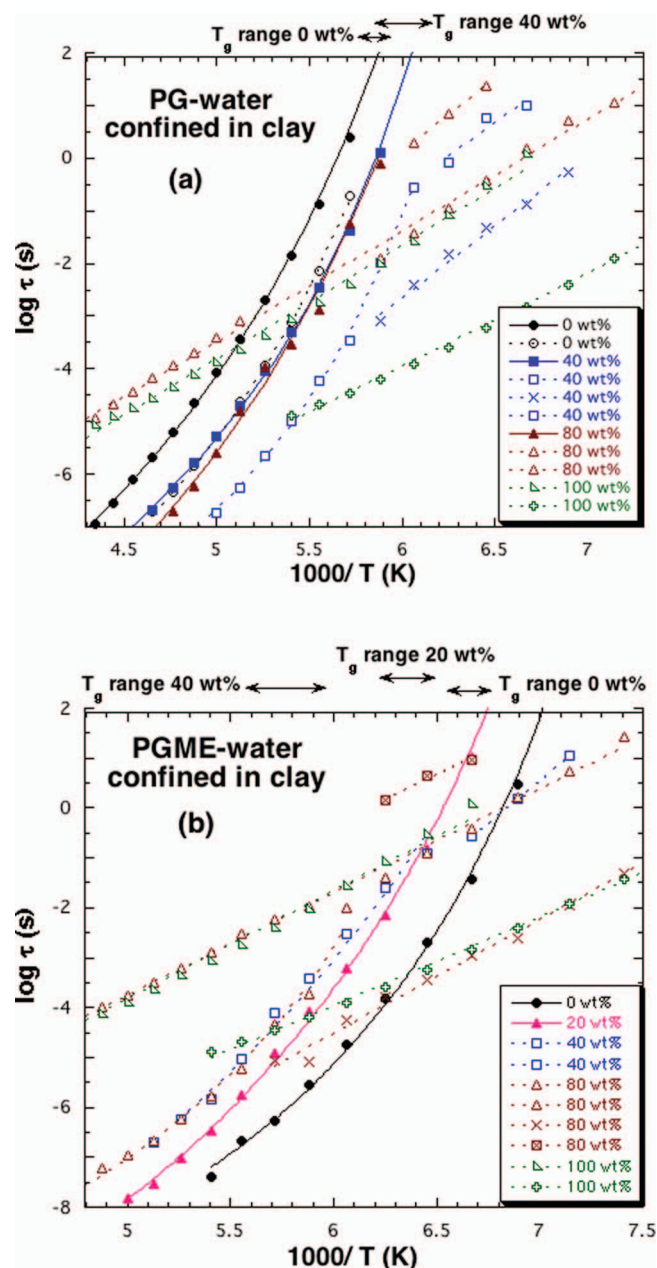 T_g range 0 wt%
T_g range 40 wt%
2
0
-2
-4
-6
log τ (s)
PG-water
confined in clay
(a)
0 wt%
0 wt%
40 wt%
40 wt%
40 wt%
40 wt%
80 wt%
80 wt%
80 wt%
100 wt%
100 wt%
4.5 5 5.5 6 6.5 7
1000/ T (K)
T_g range 20 wt%
T_g range 40 wt%
T_g range 0 wt%
2
0
-2
-4
-6
-8
log τ (s)
PGME-water
confined in clay
(b)
0 wt%
20 wt%
40 wt%
40 wt%
80 wt%
80 wt%
80 wt%
80 wt%
100 wt%
100 wt%
5 5.5 6 6.5 7 7.5
1000/ T (K)